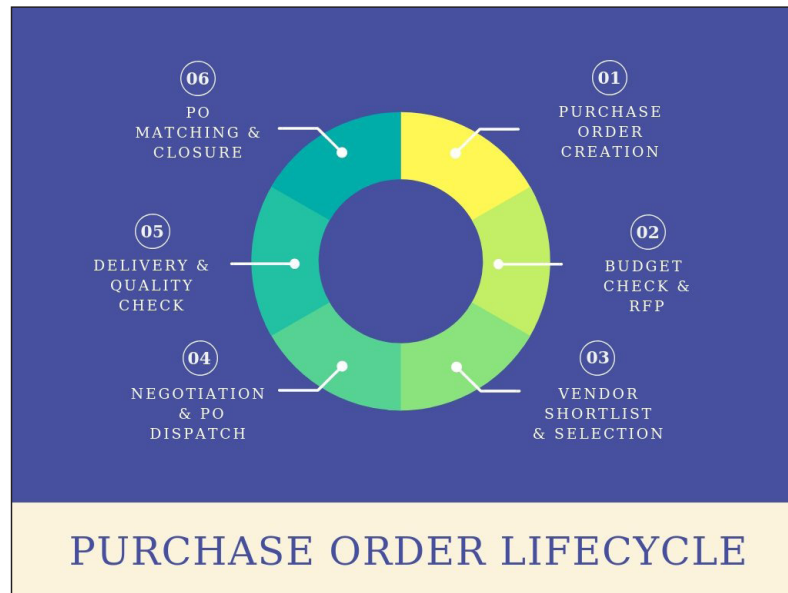 01
PURCHASE
ORDER
CREATION
02
BUDGET
CHECK &
RFP
03
VENDOR
SHORTLIST
& SELECTION
04
NEGOTIATION
& PO
DISPATCH
05
DELIVERY &
QUALITY
CHECK
06
PO
MATCHING &
CLOSURE
PURCHASE ORDER LIFECYCLE